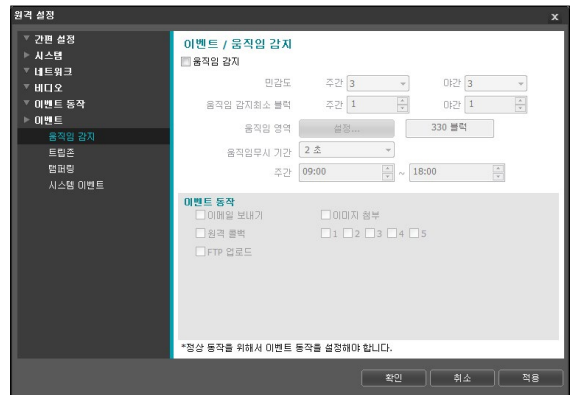 원격 설정
x
간편 설정
시스템
네트워크
비디오
이벤트 동작
이벤트
움직임 감지
트립존
탬퍼링
시스템 이벤트
이벤트 / 움직임 감지
움직임 감지
민감도 주간 3 야간 3
움직임 감지최소 블럭 주간 1 야간 1
움직임 영역 설정... 330 블럭
움직임무시 기간 2 초
주간 09:00 ~ 18:00
이벤트 동작
이메일 보내기 이미지 첨부
원격 콜백 1 2 3 4 5
FTP 업로드
*정상 동작을 위해서 이벤트 동작을 설정해야 합니다.
확인 취소 적용